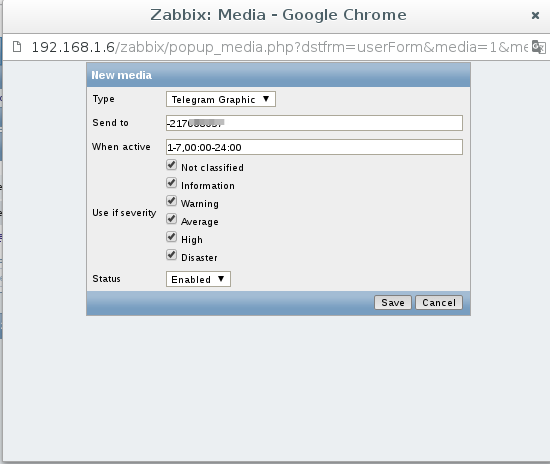 Zabbix: Media - Google Chrome
192.168.1.6/zabbix/popup_media.php?dstfrm=userForm&media=1&me
New media
Type Telegram Graphic
Send to
When active 1-7,00:00-24:00
Not classified
Information
Warning
Use if severity
Average
High
Disaster
Status Enabled
Save Cancel